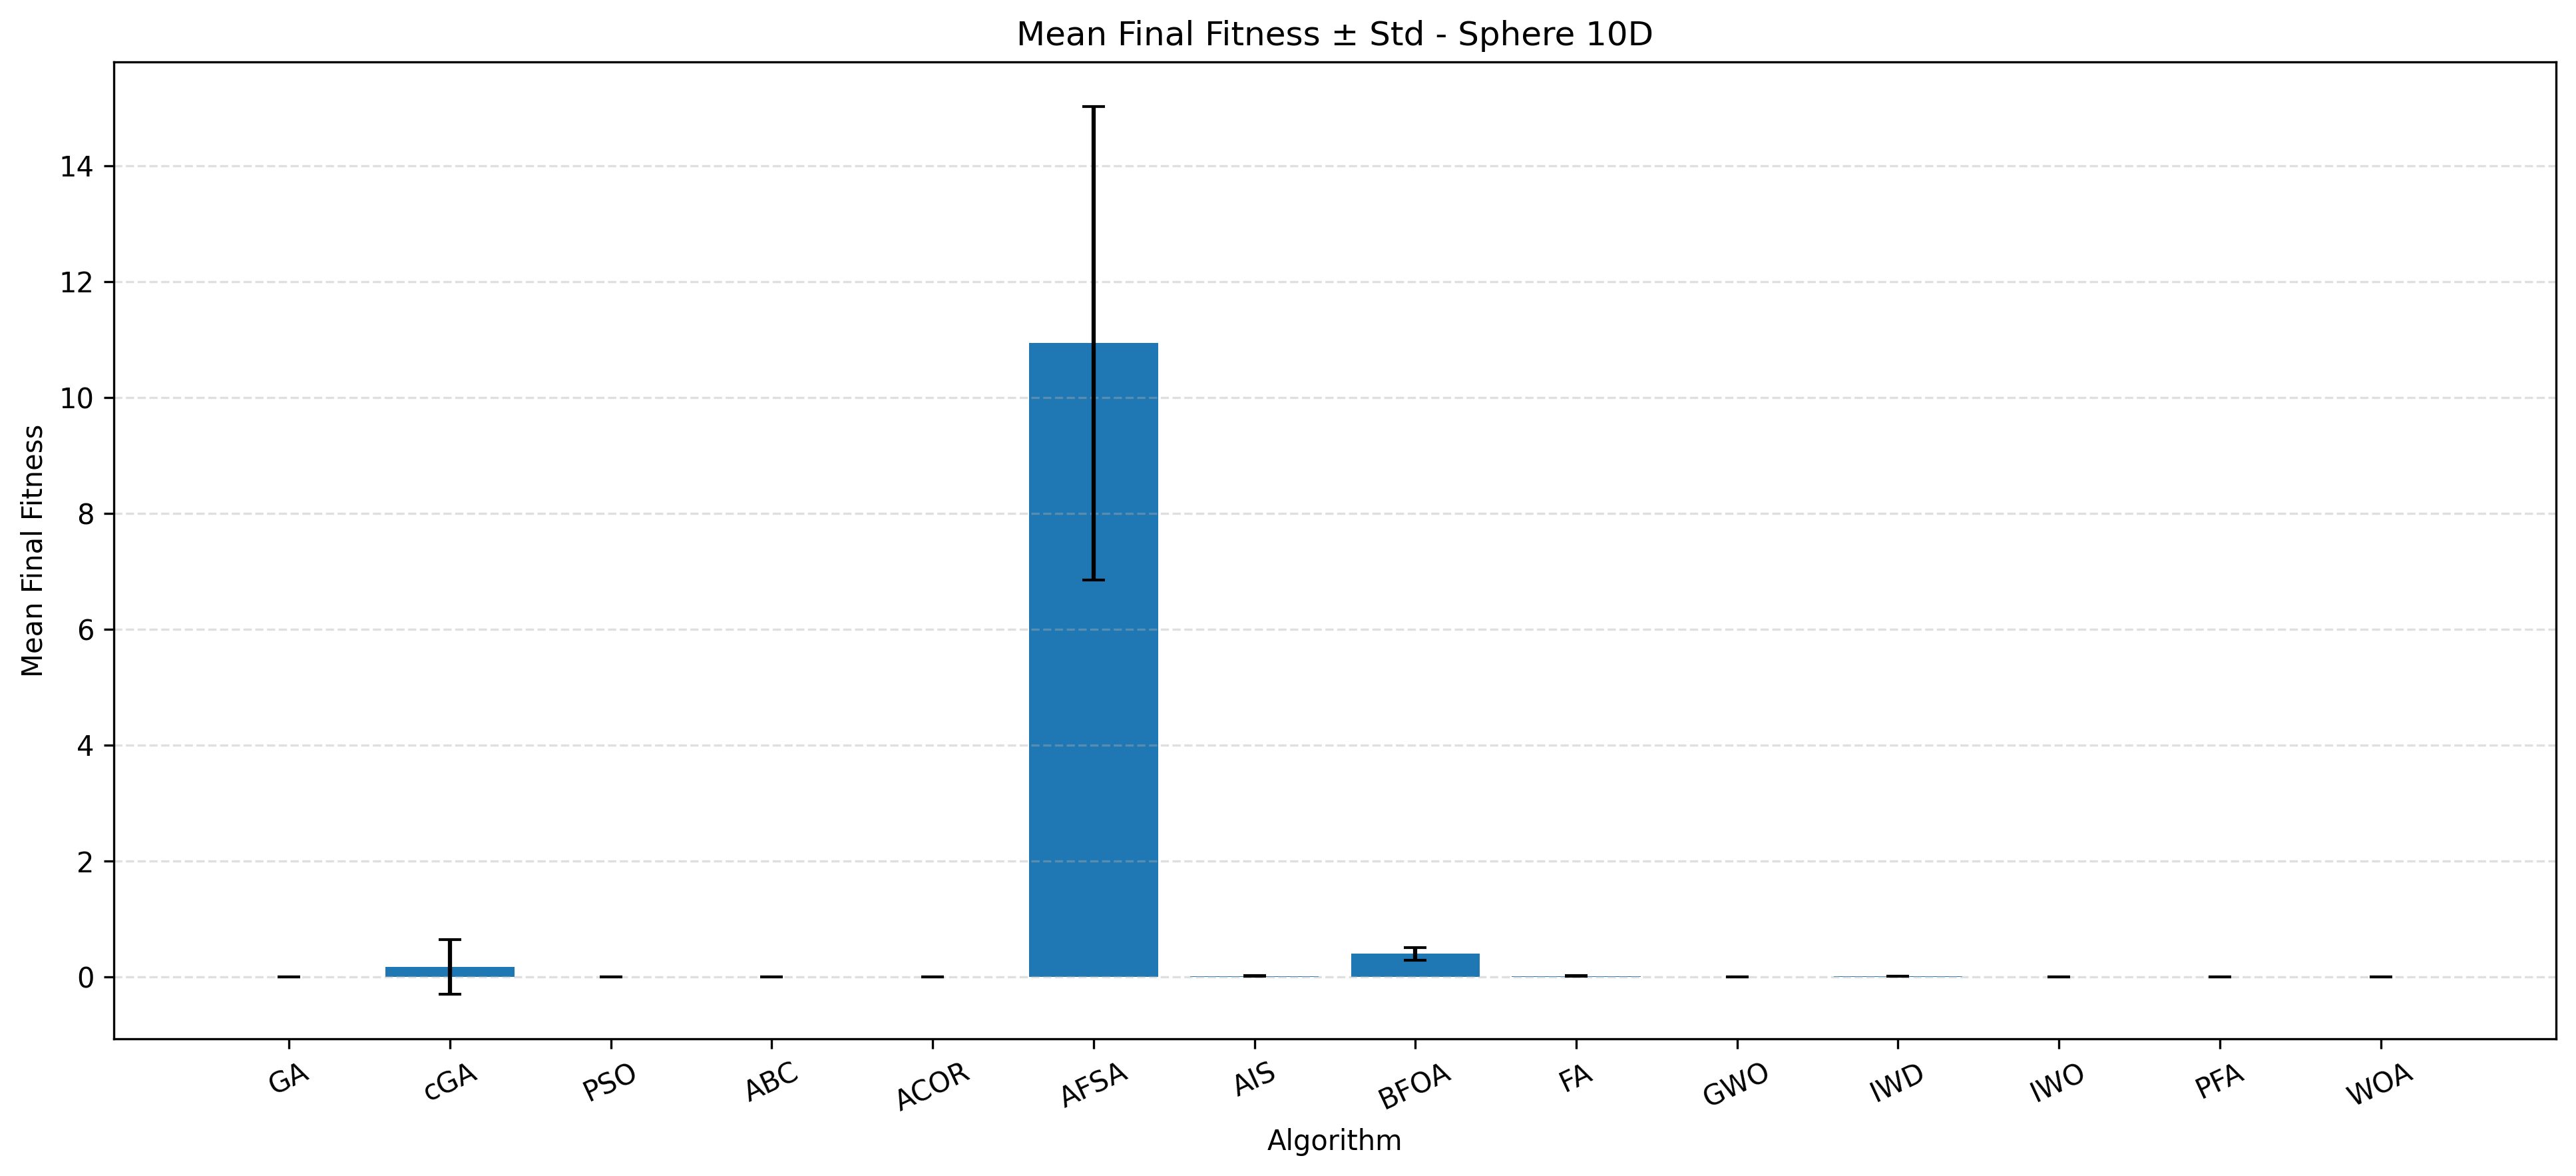 Mean Final Fitness ± Std - Sphere 10D
Mean Final Fitness
14
12
10
8
6
4
2
0
GA
cGA
PSO
ABC
ACOR
AFSA
AIS
BFOA
FA
GWO
IWD
IWO
PFA
WOA
Algorithm